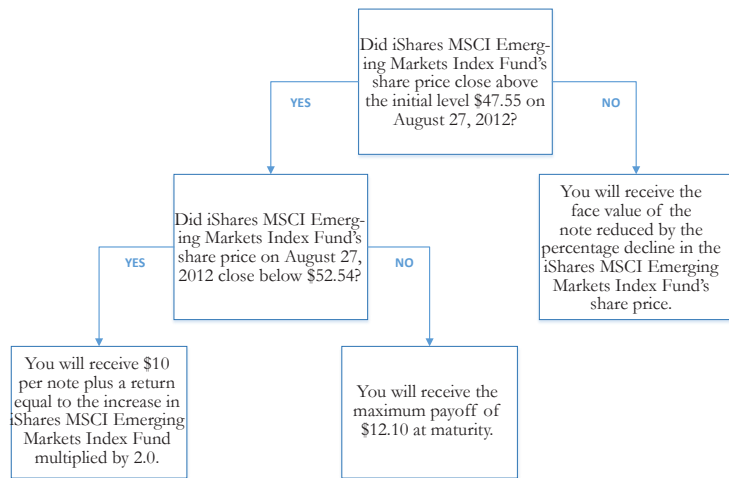 Did iShares MSCI Emerg-
ing Markets Index Fund's
share price close above
the initial level $47.55 on
August 27, 2012?
YES
NO
Did iShares MSCI Emerg-
ing Markets Index Fund's
share price on August 27,
2012 close below $52.54?
You will receive the
face value of the
note reduced by the
percentage decline in the
iShares MSCI Emerging
Markets Index Fund's
share price.
YES
NO
You will receive $10
per note plus a return
equal to the increase in
iShares MSCI Emerging
Markets Index Fund
multiplied by 2.0.
You will receive the
maximum payoff of
$12.10 at maturity.